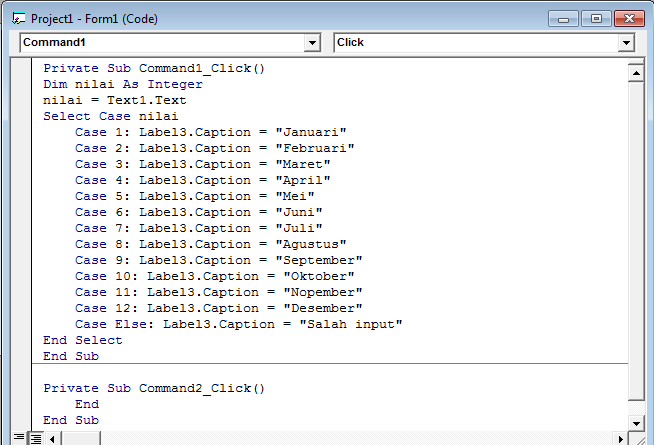 Project1 - Form1 (Code)
Command1 Click
Private Sub Command1_Click()
Dim nilai As Integer
nilai = Text1.Text
Select Case nilai
    Case 1: Label3.Caption = "Januari"
    Case 2: Label3.Caption = "Februari"
    Case 3: Label3.Caption = "Maret"
    Case 4: Label3.Caption = "April"
    Case 5: Label3.Caption = "Mei"
    Case 6: Label3.Caption = "Juni"
    Case 7: Label3.Caption = "Juli"
    Case 8: Label3.Caption = "Agustus"
    Case 9: Label3.Caption = "September"
    Case 10: Label3.Caption = "Oktober"
    Case 11: Label3.Caption = "Nopember"
    Case 12: Label3.Caption = "Desember"
    Case Else: Label3.Caption = "Salah input"
End Select
End Sub
Private Sub Command2_Click()
    End
End Sub